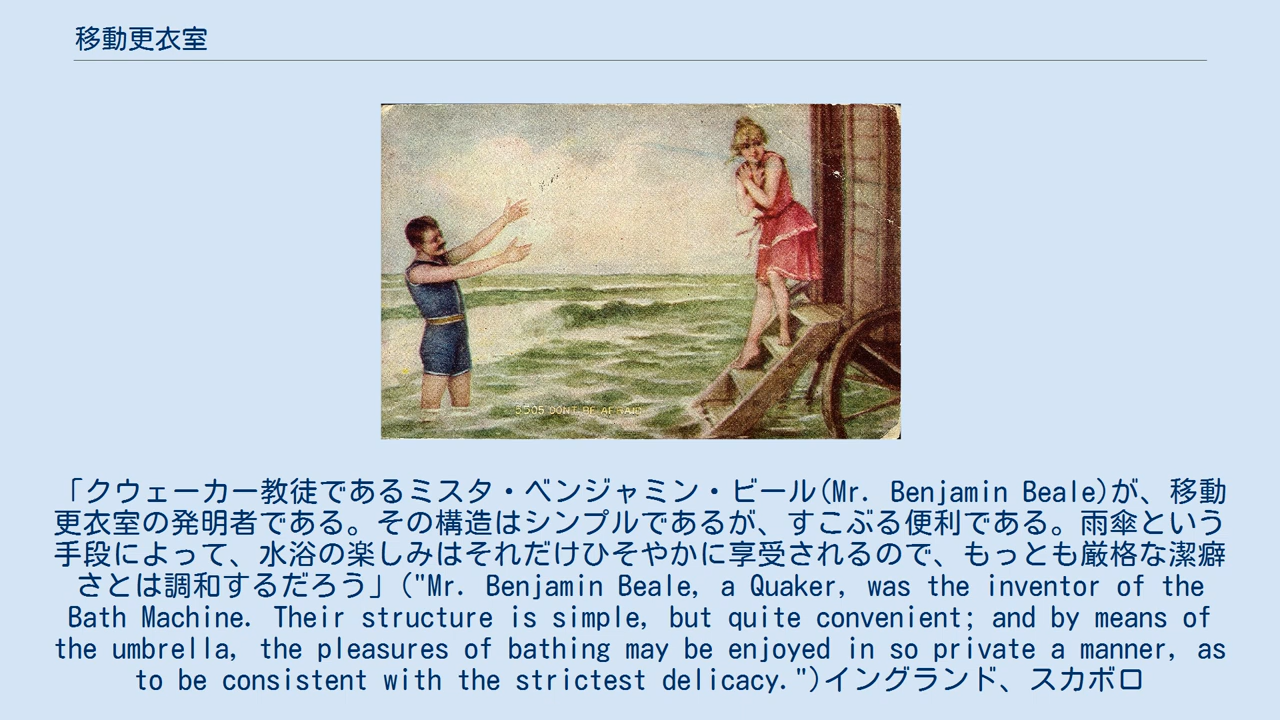 移動更衣室
5505 DON'T BE AFRAID
「クウェーカー教徒であるミスタ・ベンジャミン・ビール(Mr. Benjamin Beale)が、移動
更衣室の発明者である。その構造はシンプルであるが、すこぶる便利である。雨傘という
手段によって、水浴の楽しみはそれだけひそやかに享受されるので、もっとも厳格な潔癖
さとは調和するだろう」("Mr. Benjamin Beale, a Quaker, was the inventor of the
Bath Machine. Their structure is simple, but quite convenient; and by means of
the umbrella, the pleasures of bathing may be enjoyed in so private a manner, as
to be consistent with the strictest delicacy.")イングランド、スカボロ